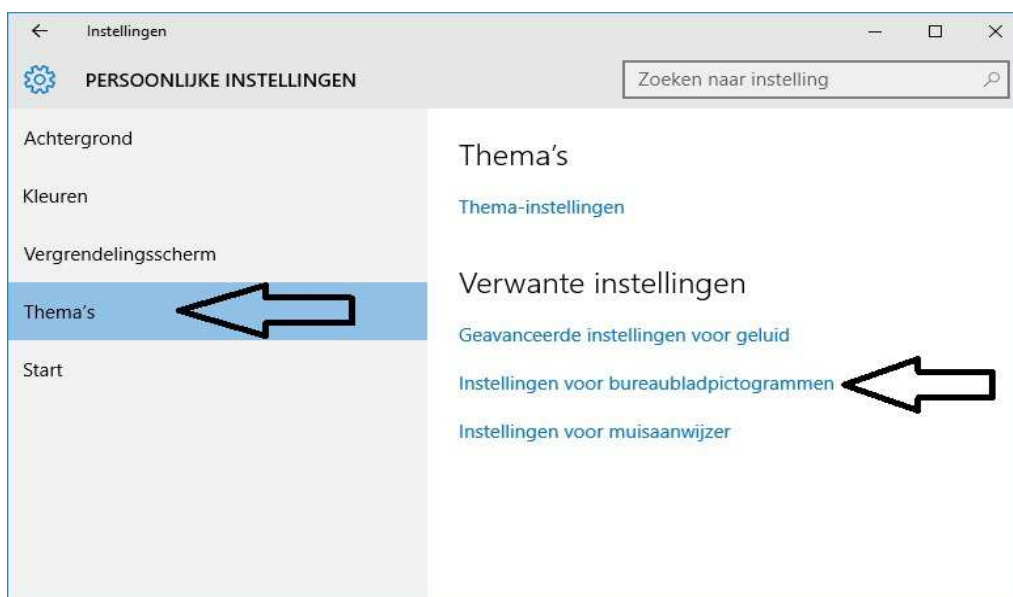 Instellingen
PERSOONLIJKE INSTELLINGEN
Zoeken naar instelling
Achtergrond
Kleuren
Vergrendelingsscherm
Thema's
Start
Thema's
Thema-instellingen
Verwante instellingen
Geavanceerde instellingen voor geluid
Instellingen voor bureaubladpictogrammen
Instellingen voor muisaanwijzer